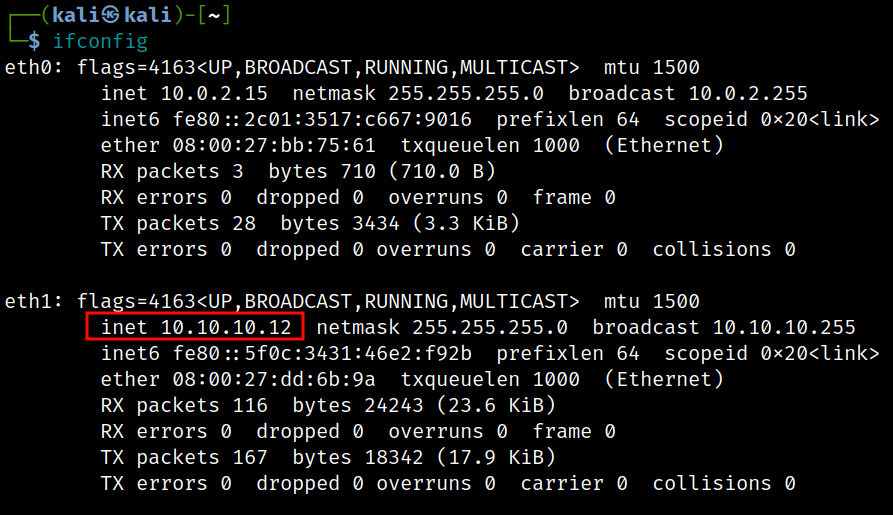 ┌──(kali㉿kali)-[~]
└─$ ifconfig
eth0: flags=4163<UP,BROADCAST,RUNNING,MULTICAST>  mtu 1500
        inet 10.0.2.15  netmask 255.255.255.0  broadcast 10.0.2.255
        inet6 fe80::2c01:3517:c667:9016  prefixlen 64  scopeid 0×20<link>
        ether 08:00:27:bb:75:61  txqueuelen 1000  (Ethernet)
        RX packets 3  bytes 710 (710.0 B)
        RX errors 0  dropped 0  overruns 0  frame 0
        TX packets 28  bytes 3434 (3.3 KiB)
        TX errors 0  dropped 0 overruns 0  carrier 0  collisions 0

eth1: flags=4163<UP,BROADCAST,RUNNING,MULTICAST>  mtu 1500
        inet 10.10.10.12  netmask 255.255.255.0  broadcast 10.10.10.255
        inet6 fe80::5f0c:3431:46e2:f92b  prefixlen 64  scopeid 0×20<link>
        ether 08:00:27:dd:6b:9a  txqueuelen 1000  (Ethernet)
        RX packets 116  bytes 24243 (23.6 KiB)
        RX errors 0  dropped 0  overruns 0  frame 0
        TX packets 167  bytes 18342 (17.9 KiB)
        TX errors 0  dropped 0 overruns 0  carrier 0  collisions 0